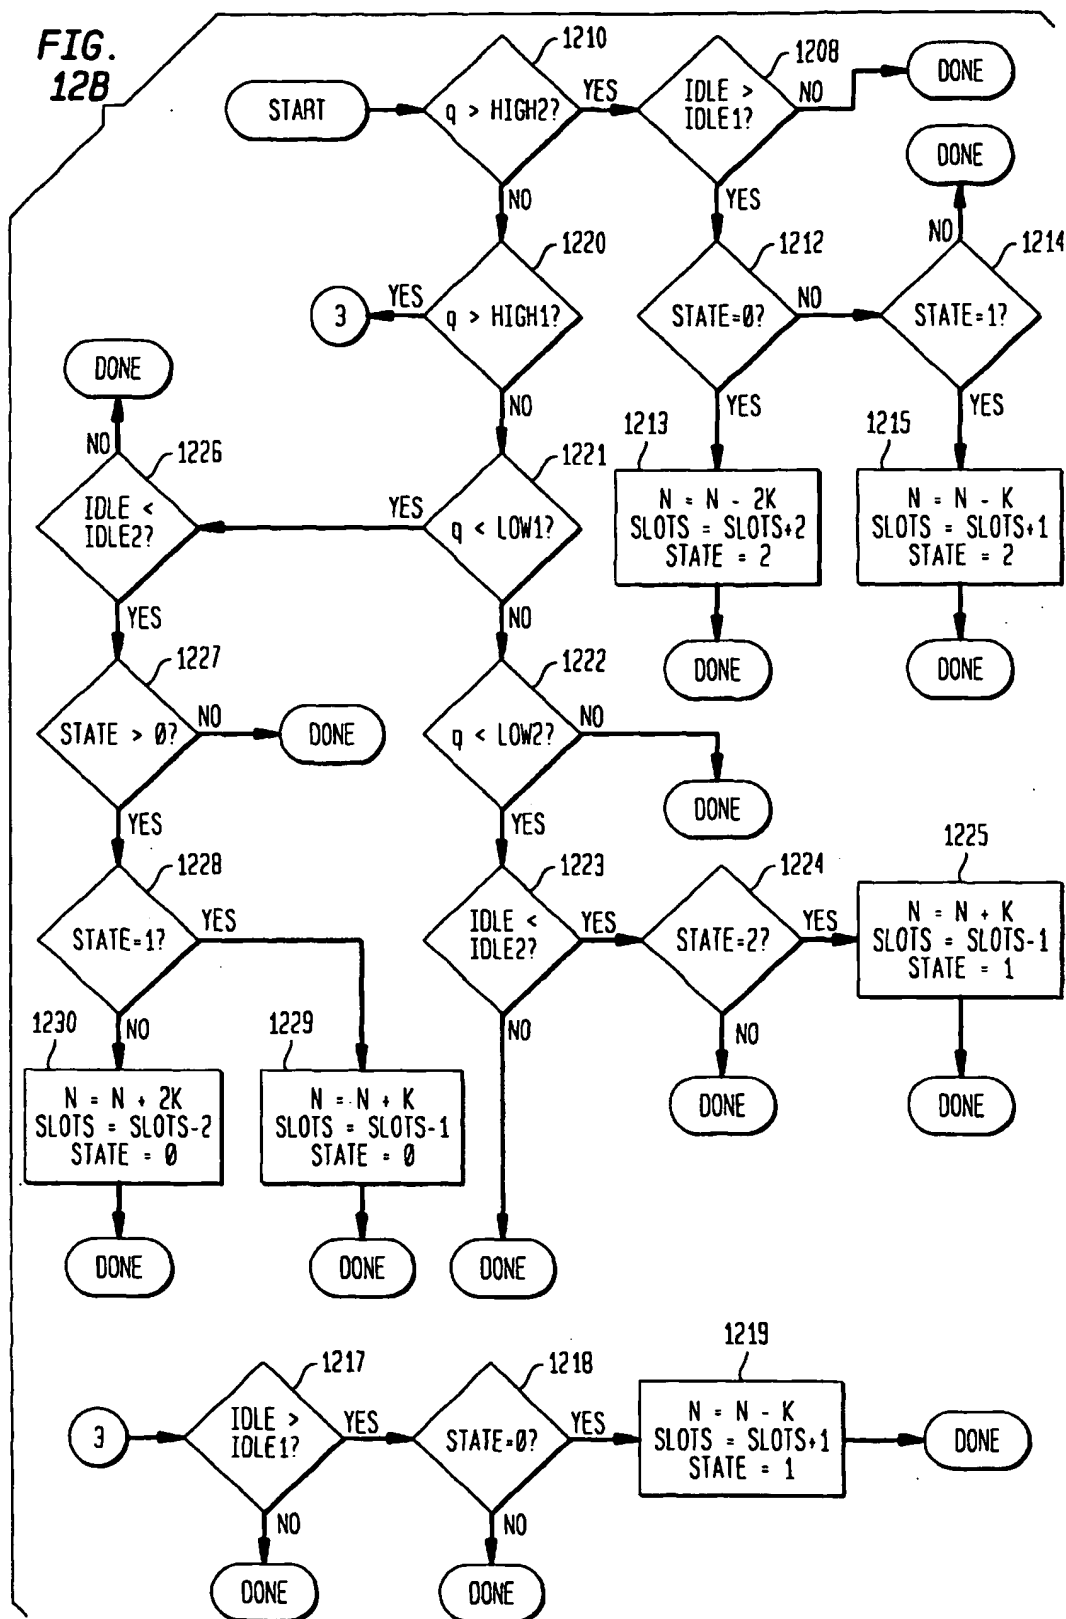 FIG.
12B
START
1210
q > HIGH2?
YES
NO
1208
IDLE >
IDLE1?
NO
YES
DONE
DONE
1220
q > HIGH1?
YES
3
NO
1212
STATE=0?
NO
YES
NO
1214
STATE=1?
YES
DONE
NO
1226
IDLE <
IDLE2?
YES
YES
1221
q < LOW1?
NO
1213
N = N - 2K
SLOTS = SLOTS+2
STATE = 2
DONE
1215
N = N - K
SLOTS = SLOTS+1
STATE = 2
DONE
1227
STATE > 0?
NO
DONE
YES
1222
q < LOW2?
NO
DONE
YES
1228
STATE=1?
YES
NO
1223
IDLE <
IDLE2?
YES
NO
1224
STATE=2?
YES
NO
DONE
1225
N = N + K
SLOTS = SLOTS-1
STATE = 1
DONE
1230
N = N + 2K
SLOTS = SLOTS-2
STATE = 0
DONE
1229
N = N + K
SLOTS = SLOTS-1
STATE = 0
DONE
DONE
3
1217
IDLE >
IDLE1?
YES
NO
DONE
1218
STATE=0?
YES
NO
DONE
1219
N = N - K
SLOTS = SLOTS+1
STATE = 1
DONE